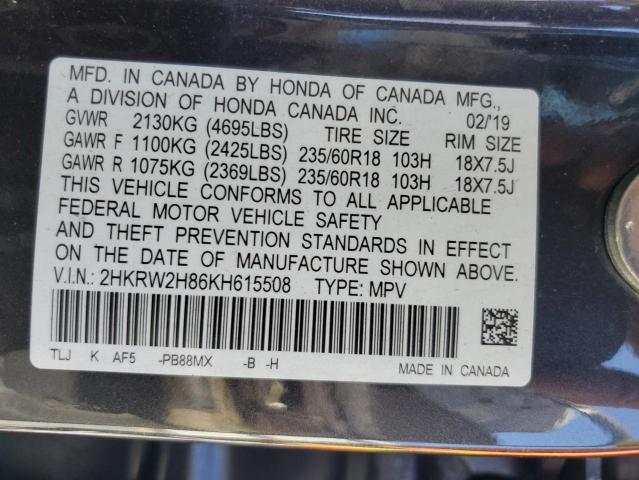 MFD. IN CANADA BY HONDA OF CANADA MFG.,
A DIVISION OF HONDA CANADA INC. 02/'19
GVWR 2130KG (4695LBS) TIRE SIZE RIM SIZE
GAWR F 1100KG (2425LBS) 235/60R18 103H 18X7.5J
GAWR R 1075KG (2369LBS) 235/60R18 103H 18X7.5J
THIS VEHICLE CONFORMS TO ALL APPLICABLE
FEDERAL MOTOR VEHICLE SAFETY
AND THEFT PREVENTION STANDARDS IN EFFECT
ON THE DATE OF MANUFACTURE SHOWN ABOVE.
V.I.N.: 2HKRW2H86KH615508 TYPE: MPV
TLJ K AF5 -PB88MX -B -H
MADE IN CANADA